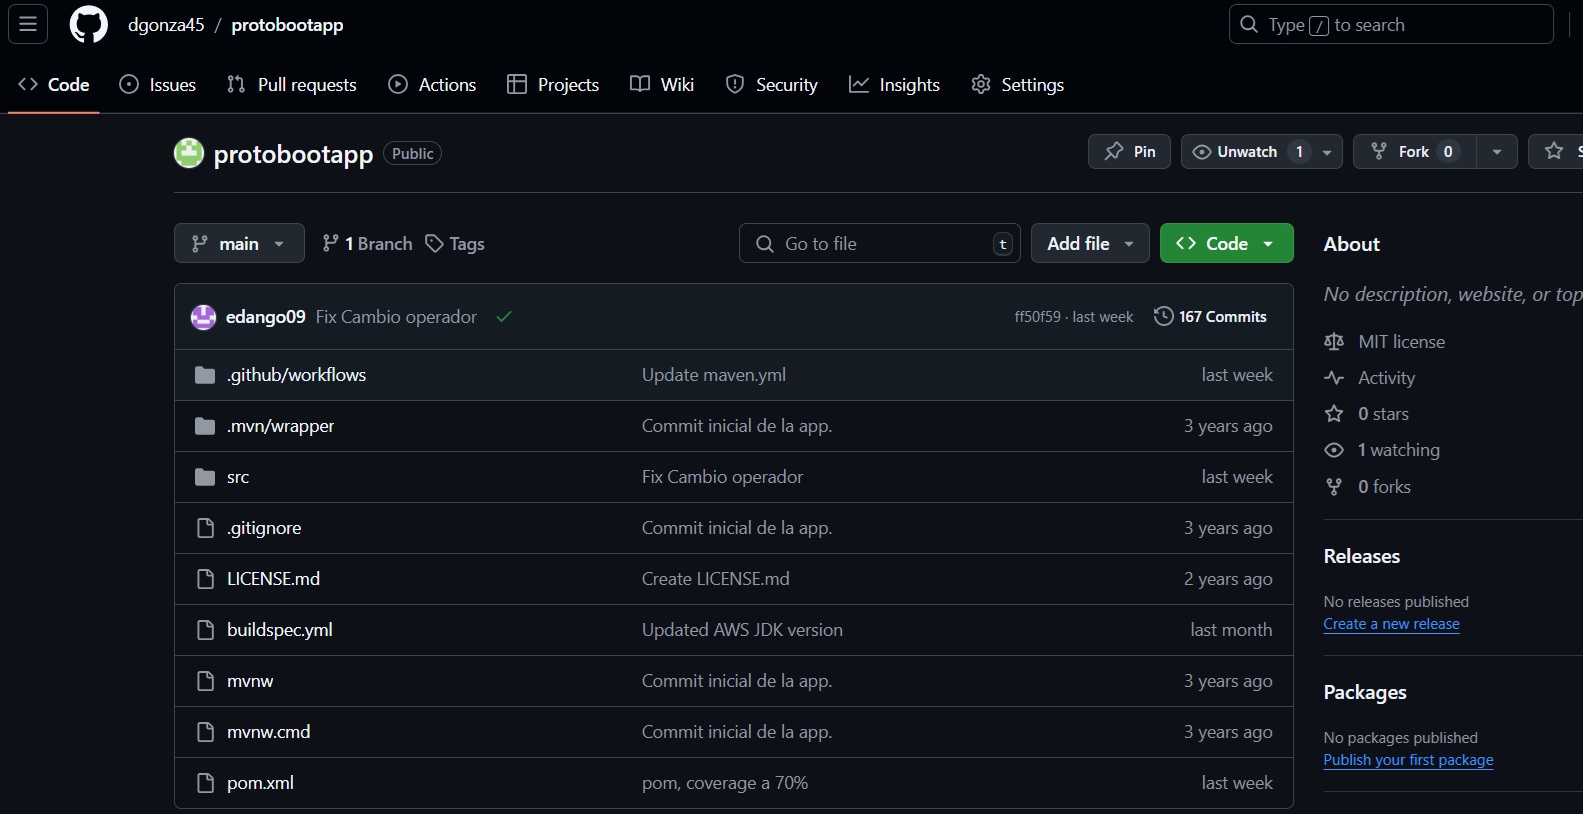 dgonza45 / protobootapp
Type / to search
Code Issues Pull requests Actions Projects Wiki Security Insights Settings
protobootapp Public
Pin Unwatch 1 Fork 0
main 1 Branch Tags
Go to file t Add file Code
edango09 Fix Cambio operador ff50f59 · last week 167 Commits
.github/workflows Update maven.yml last week
.mvn/wrapper Commit inicial de la app. 3 years ago
src Fix Cambio operador last week
.gitignore Commit inicial de la app. 3 years ago
LICENSE.md Create LICENSE.md 2 years ago
buildspec.yml Updated AWS JDK version last month
mvnw Commit inicial de la app. 3 years ago
mvnw.cmd Commit inicial de la app. 3 years ago
pom.xml pom, coverage a 70% last week
About
No description, website, or top
MIT license
Activity
0 stars
1 watching
0 forks
Releases
No releases published
Create a new release
Packages
No packages published
Publish your first package